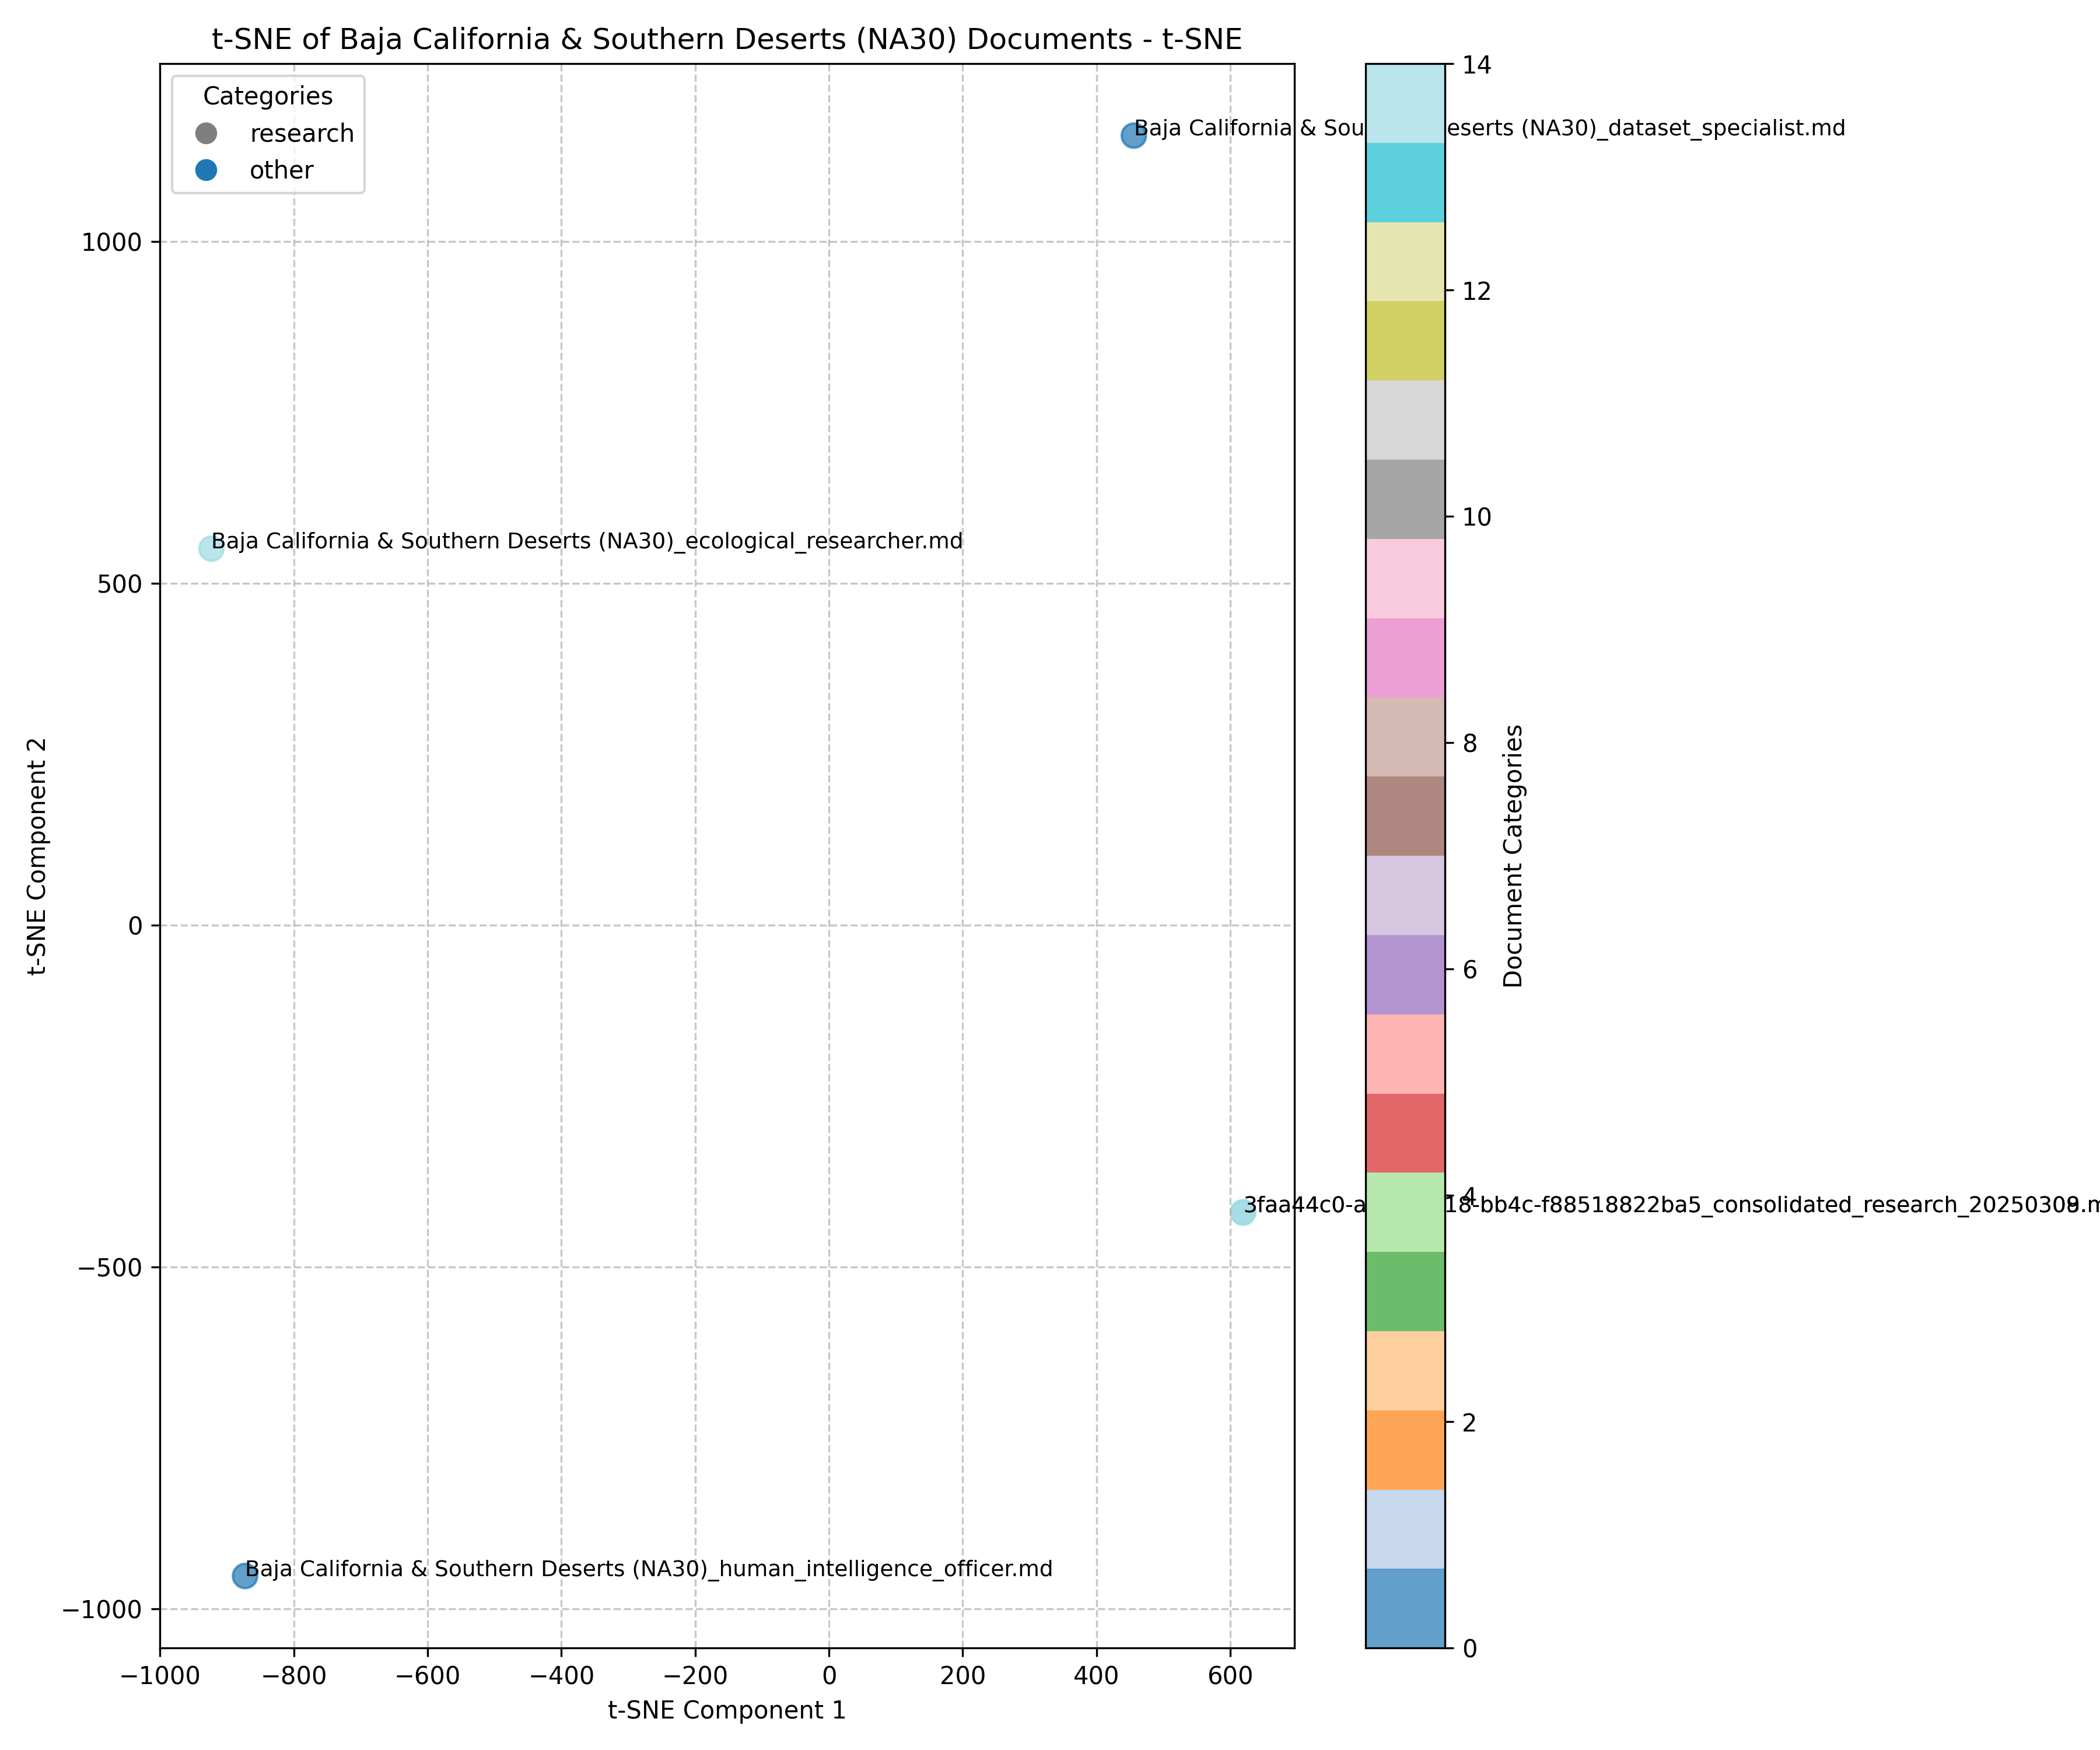 t-SNE of Baja California & Southern Deserts (NA30) Documents - t-SNE
Categories
research
other
Baja California & Sou eserts (NA30)_dataset_specialist.md
Baja California & Southern Deserts (NA30)_ecological_researcher.md
3faa44c0-a 18-bb4c-f88518822ba5_consolidated_research_20250309.m
Baja California & Southern Deserts (NA30)_human_intelligence_officer.md
1000
500
0
−500
−1000
t-SNE Component 2
−1000
−800
−600
−400
−200
0
200
400
600
t-SNE Component 1
14
12
10
8
6
4
2
0
Document Categories